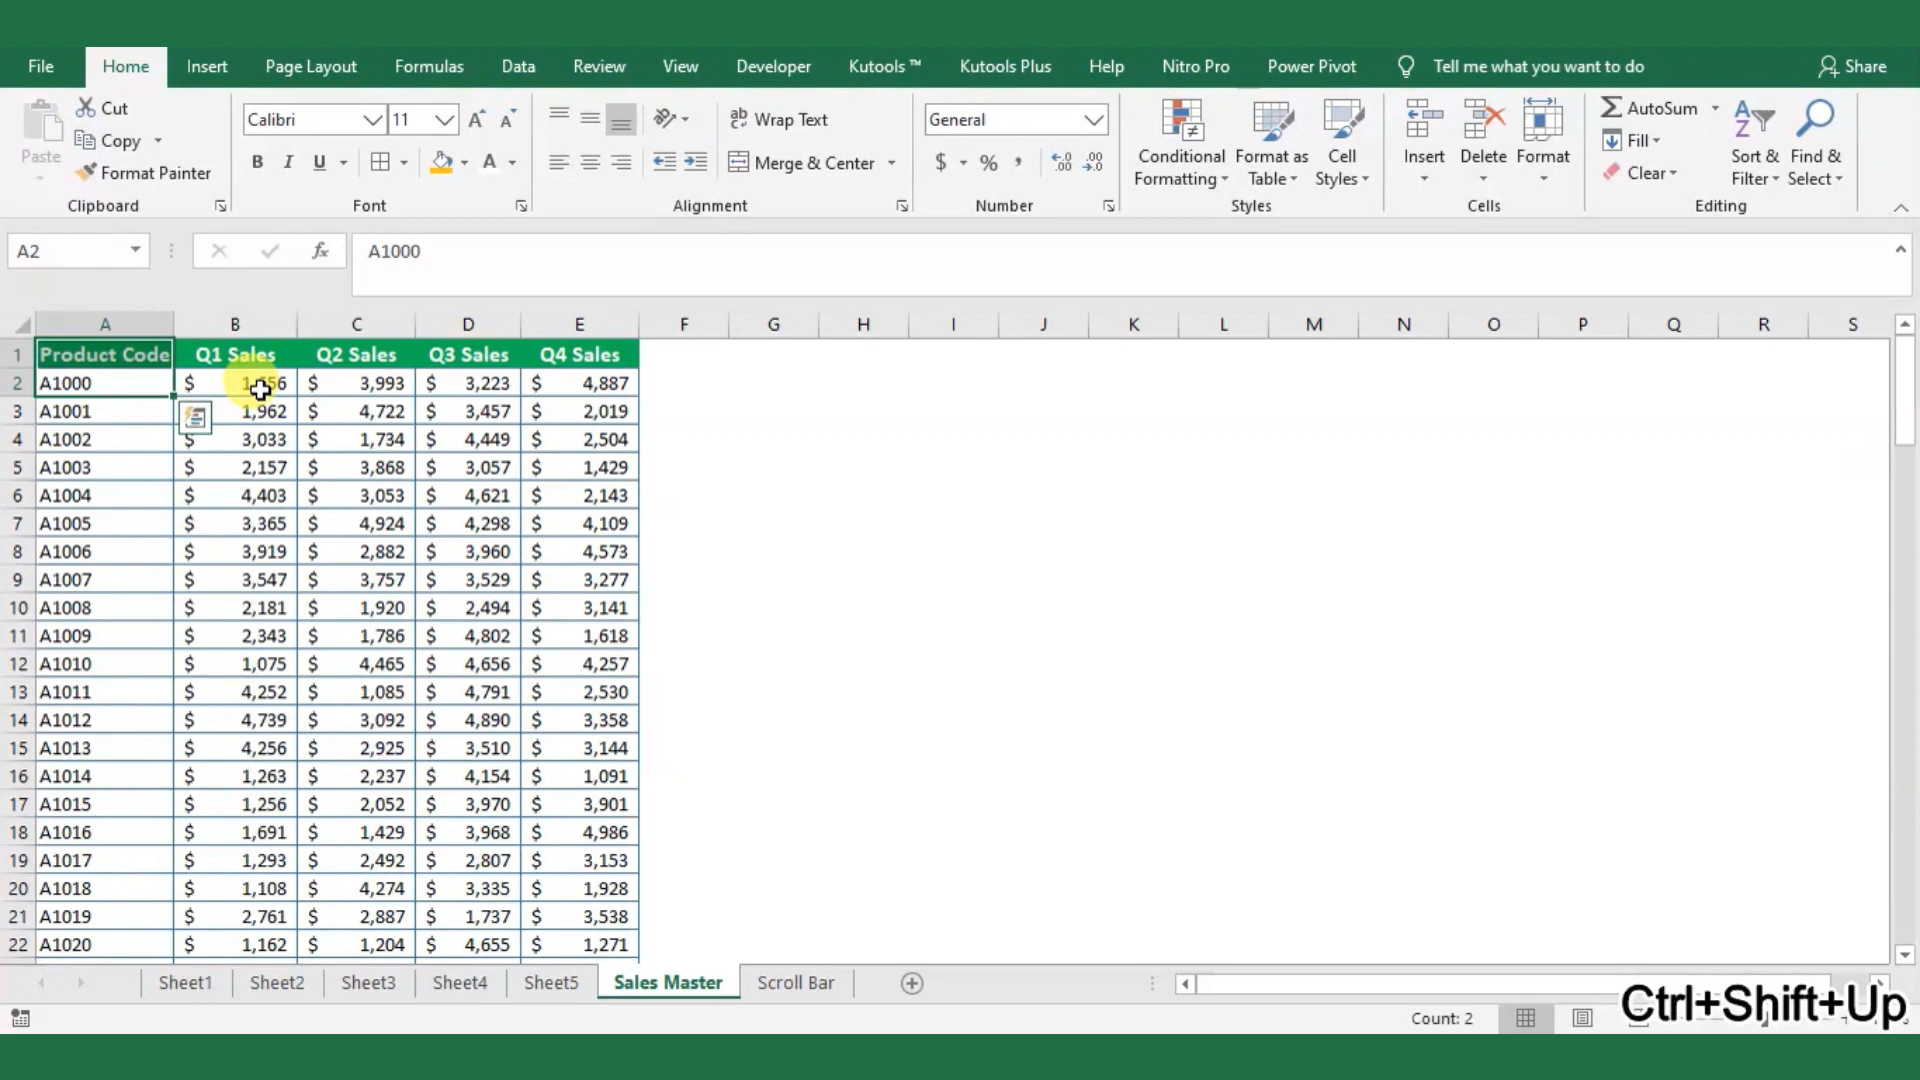 File Home Insert Page Layout Formulas Data Review View Developer Kutools ™ Kutools Plus Help Nitro Pro Power Pivot Tell me what you want to do Share
Cut
Copy
Format Painter
Paste
Clipboard
Calibri 11
B I U A
Font
Wrap Text
Merge & Center
Alignment
General
$ % ,
Number
Conditional Formatting
Format as Table
Cell Styles
Styles
Insert Delete Format
Cells
AutoSum
Fill
Clear
Sort & Filter
Find & Select
Editing
A2 fx A1000
A B C D E F G H I J K L M N O P Q R S
1 Product Code Q1 Sales Q2 Sales Q3 Sales Q4 Sales
2 A1000 $ $ 3,993 $ 3,223 $ 4,887
3 A1001 1,962 $ 4,722 $ 3,457 $ 2,019
4 A1002 $ 3,033 $ 1,734 $ 4,449 $ 2,504
5 A1003 $ 2,157 $ 3,868 $ 3,057 $ 1,429
6 A1004 $ 4,403 $ 3,053 $ 4,621 $ 2,143
7 A1005 $ 3,365 $ 4,924 $ 4,298 $ 4,109
8 A1006 $ 3,919 $ 2,882 $ 3,960 $ 4,573
9 A1007 $ 3,547 $ 3,757 $ 3,529 $ 3,277
10 A1008 $ 2,181 $ 1,920 $ 2,494 $ 3,141
11 A1009 $ 2,343 $ 1,786 $ 4,802 $ 1,618
12 A1010 $ 1,075 $ 4,465 $ 4,656 $ 4,257
13 A1011 $ 4,252 $ 1,085 $ 4,791 $ 2,530
14 A1012 $ 4,739 $ 3,092 $ 4,890 $ 3,358
15 A1013 $ 4,256 $ 2,925 $ 3,510 $ 3,144
16 A1014 $ 1,263 $ 2,237 $ 4,154 $ 1,091
17 A1015 $ 1,256 $ 2,052 $ 3,970 $ 3,901
18 A1016 $ 1,691 $ 1,429 $ 3,968 $ 4,986
19 A1017 $ 1,293 $ 2,492 $ 2,807 $ 3,153
20 A1018 $ 1,108 $ 4,274 $ 3,335 $ 1,928
21 A1019 $ 2,761 $ 2,887 $ 1,737 $ 3,538
22 A1020 $ 1,162 $ 1,204 $ 4,655 $ 1,271
Sheet1 Sheet2 Sheet3 Sheet4 Sheet5 Sales Master Scroll Bar
Ctrl+Shift+Up
Count: 2